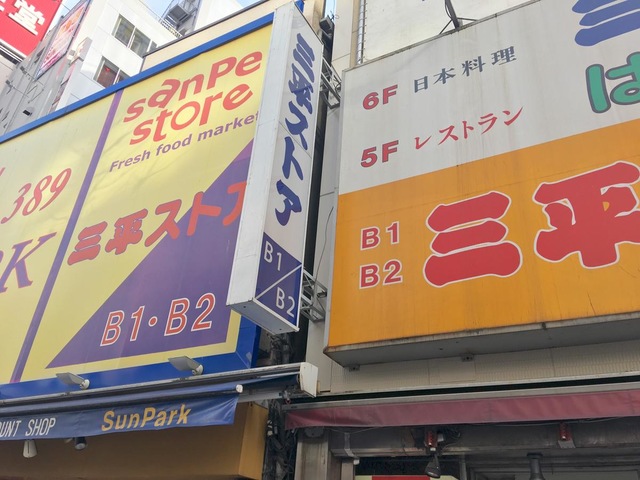 堂
389
K
sanpe
store
Fresh food market
三平ストア
B1・B2
三平ストア
B1
B2
6F 日本料理
5F レストラン
は
B1
B2
三平
UNT SHOP
SunPark